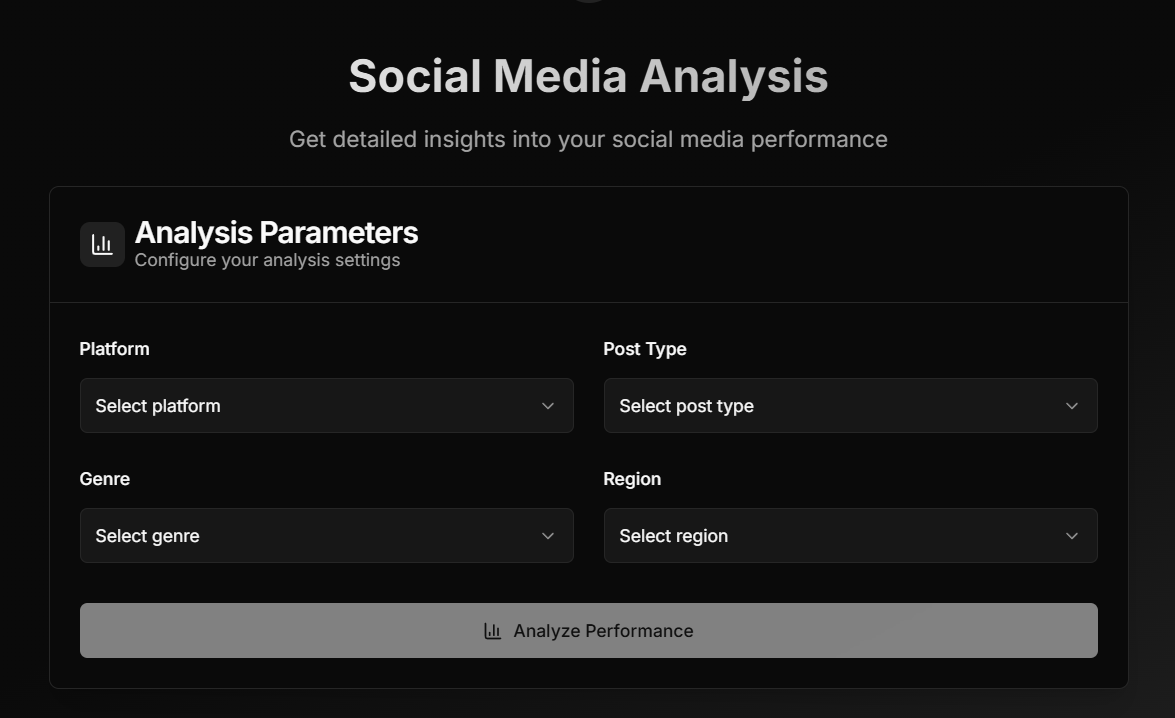 Social Media Analysis
Get detailed insights into your social media performance
Analysis Parameters
Configure your analysis settings
Platform
Post Type
Select platform
Select post type
Genre
Region
Select genre
Select region
Analyze Performance